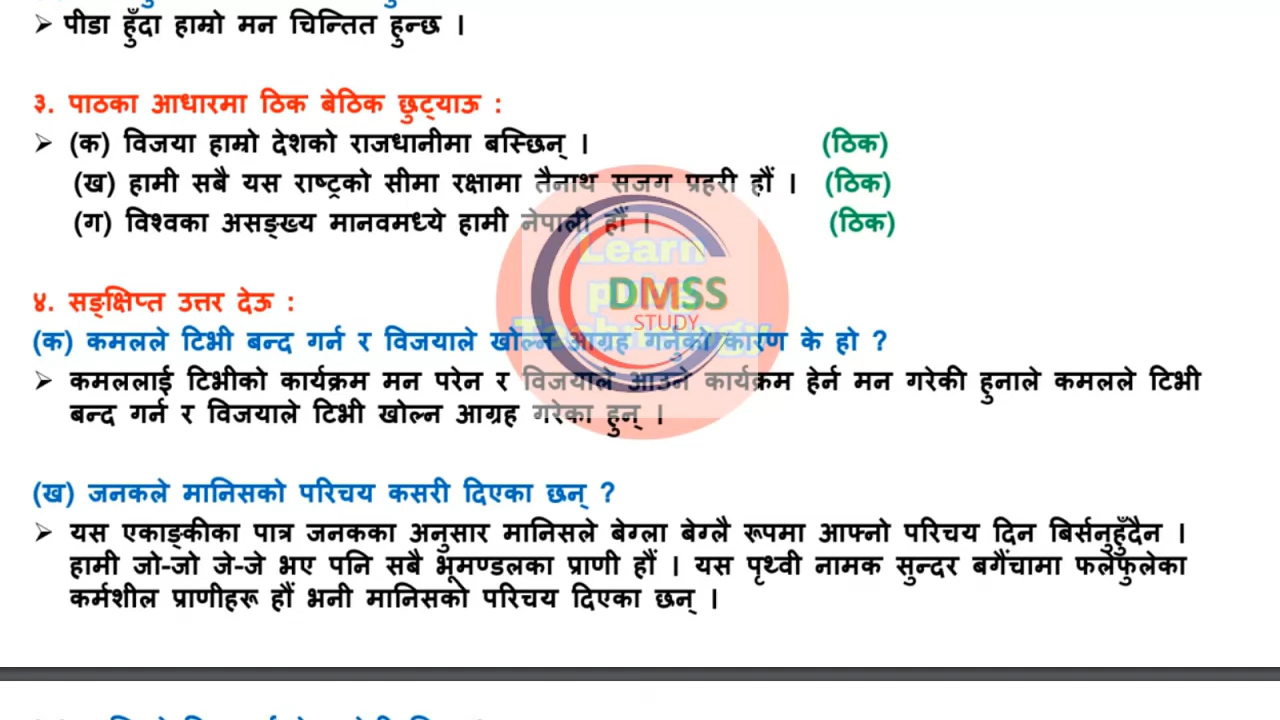 ➢ पीडा हुँदा हाम्रो मन चिन्तित हुन्छ ।
३. पाठका आधारमा ठिक बेठिक छुट्याऊ :
➢ (क) विजया हाम्रो देशको राजधानीमा बस्छिन् । (ठिक)
(ख) हामी सबै यस राष्ट्रको सीमा रक्षामा तैनाथ सजग प्रहरी हौं । (ठिक)
(ग) विश्वका असङ्ख्य मानवमध्ये हामी नेपाली हौं । (ठिक)
Learn
DMSS
STUDY
Technology
४. सङ्क्षिप्त उत्तर देऊ :
(क) कमलले टिभी बन्द गर्न र विजयाले खोल्न आग्रह गर्नुको कारण के हो ?
➢ कमललाई टिभीको कार्यक्रम मन परेन र विजयाले आउने कार्यक्रम हेर्न मन गरेकी हुनाले कमलले टिभी
बन्द गर्न र विजयाले टिभी खोल्न आग्रह गरेका हुन् ।
(ख) जनकले मानिसको परिचय कसरी दिएका छन् ?
➢ यस एकाङ्कीका पात्र जनकका अनुसार मानिसले बेग्ला बेग्लै रूपमा आफ्नो परिचय दिन बिर्सनुहुँदैन ।
हामी जो-जो जे-जे भए पनि सबै भूमण्डलका प्राणी हौं । यस पृथ्वी नामक सुन्दर बगैंचामा फलेफुलेका
कर्मशील प्राणीहरू हौं भनी मानिसको परिचय दिएका छन् ।